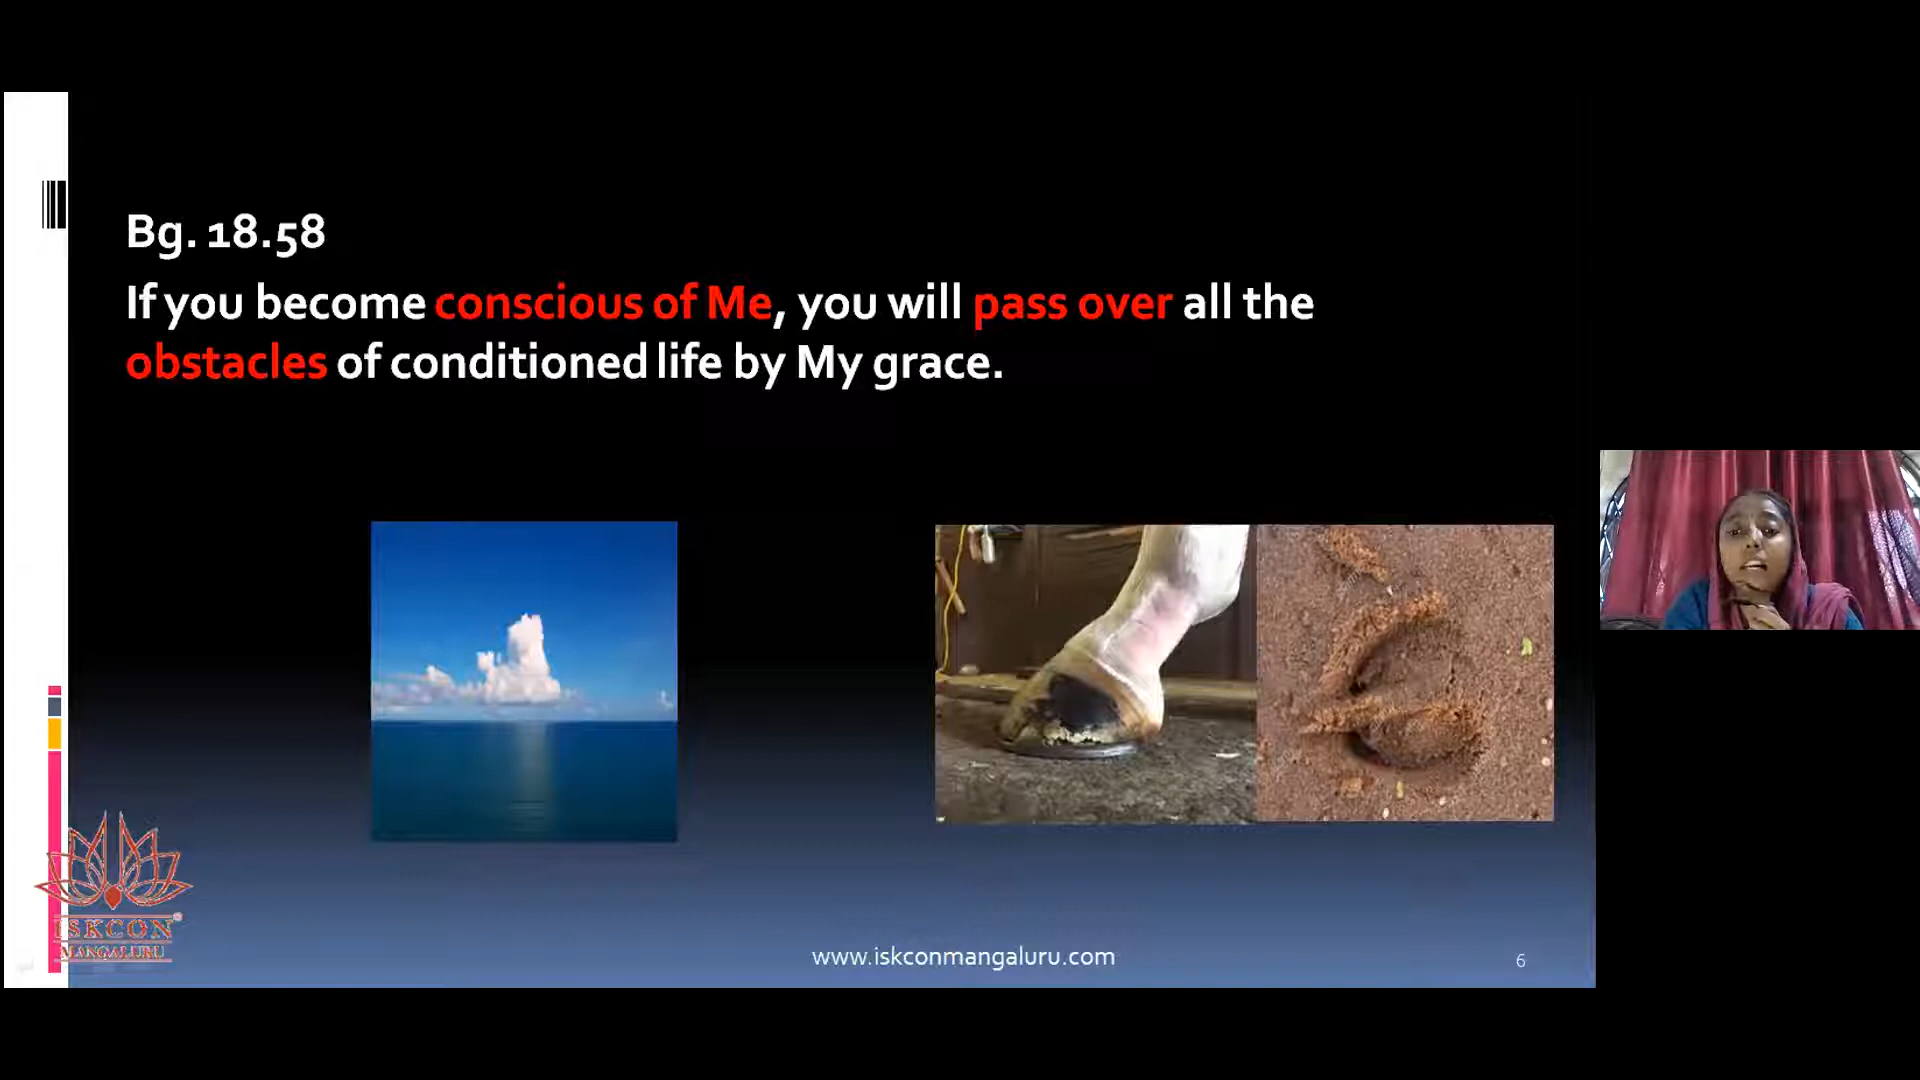 Bg. 18.58
If you become conscious of Me, you will pass over all the
obstacles of conditioned life by My grace.
ISKCON
MANGALURU
www.iskconmangaluru.com
6